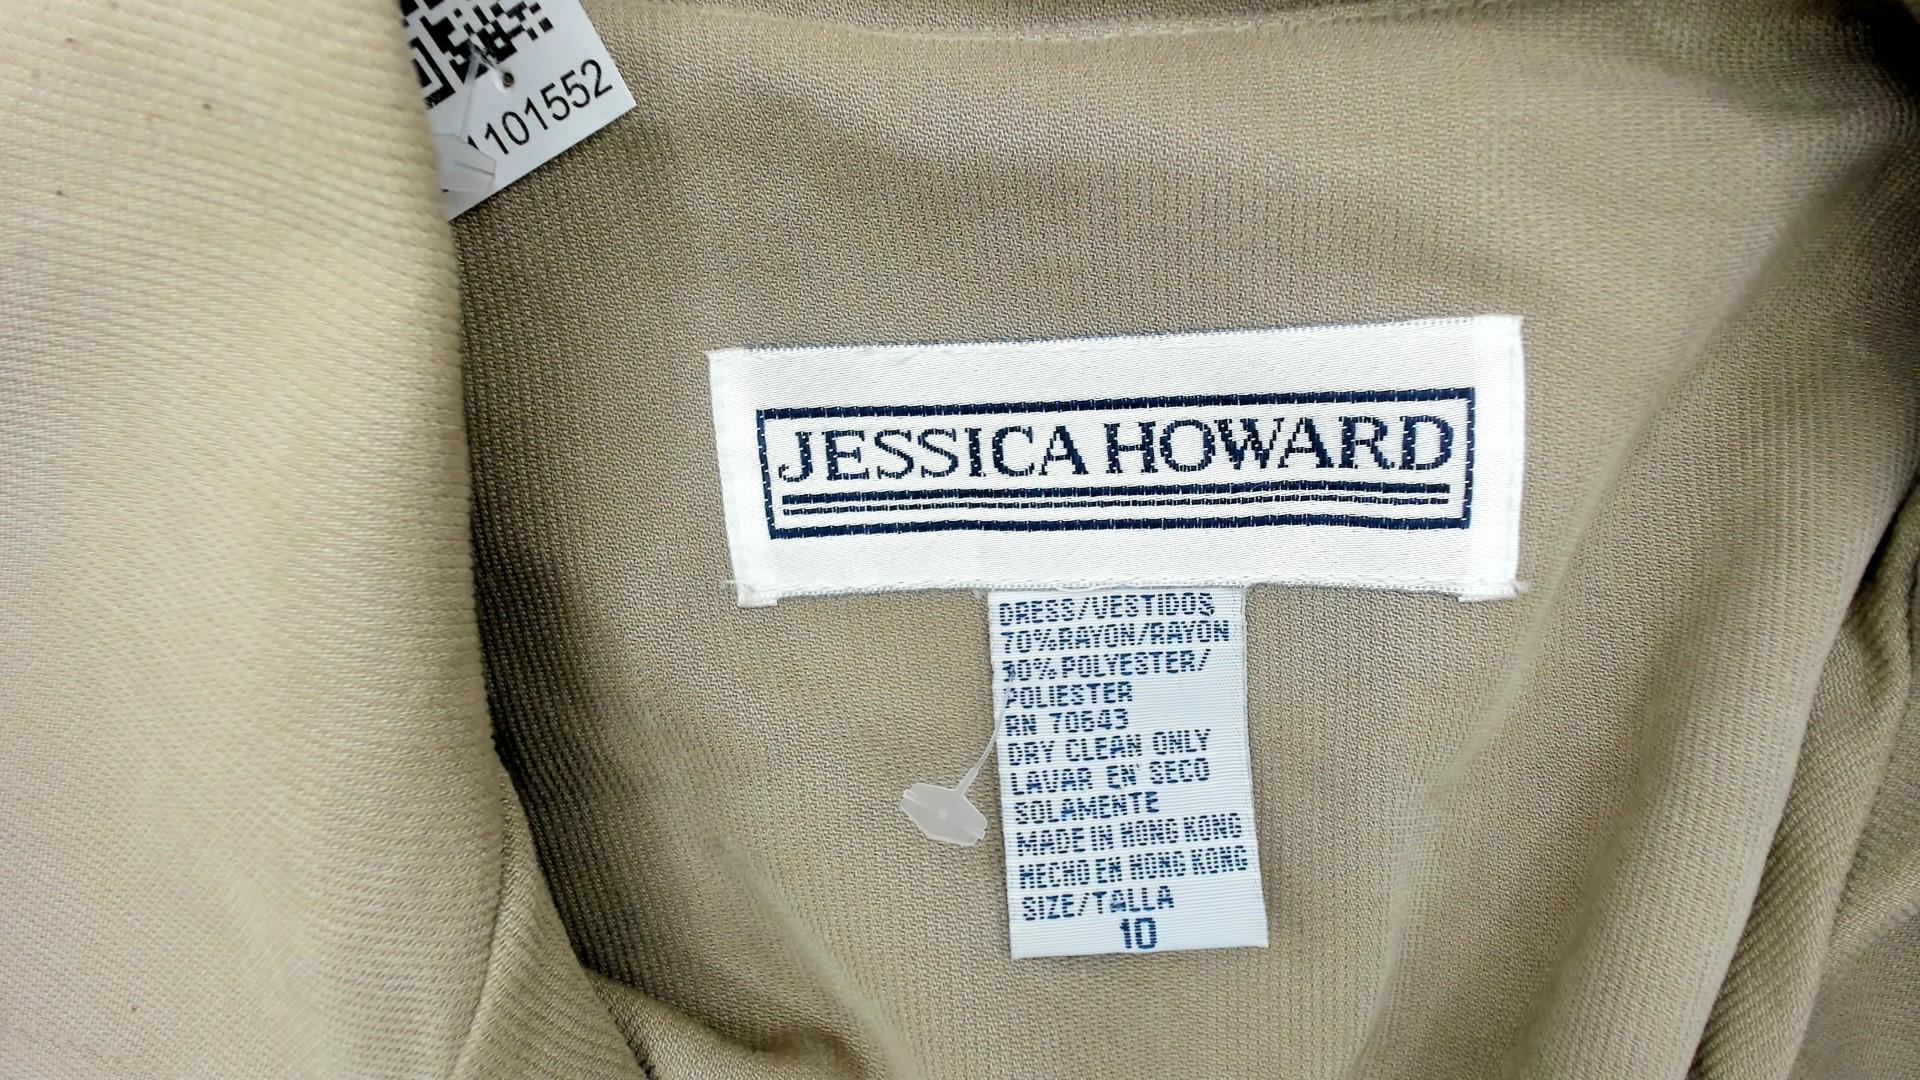 1101552
JESSICA HOWARD
DRESS/VESTIDOS
70%RAYON/RAYON
30%POLYESTER/
POLIESTER
RN 70643
DRY CLEAN ONLY
LAVAR EN' SECO
SOLAMENTE
MADE IN HONG KONG
HECHO EN HONG KONG
SIZE/TALLA
10